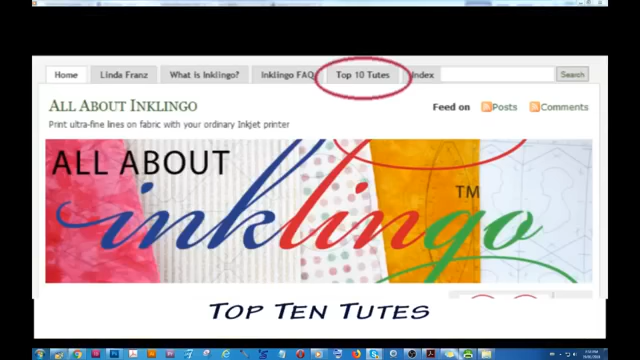 Home Linda Franz What is Inklingo? Inklingo FAQ Top 10 Tutes Index Search
ALL ABOUT INKLINGO Feed on Posts Comments
Print ultra-fine lines on fabric with your ordinary Inkjet printer
ALL ABOUT
inklingo TM
TOP TEN TUTES